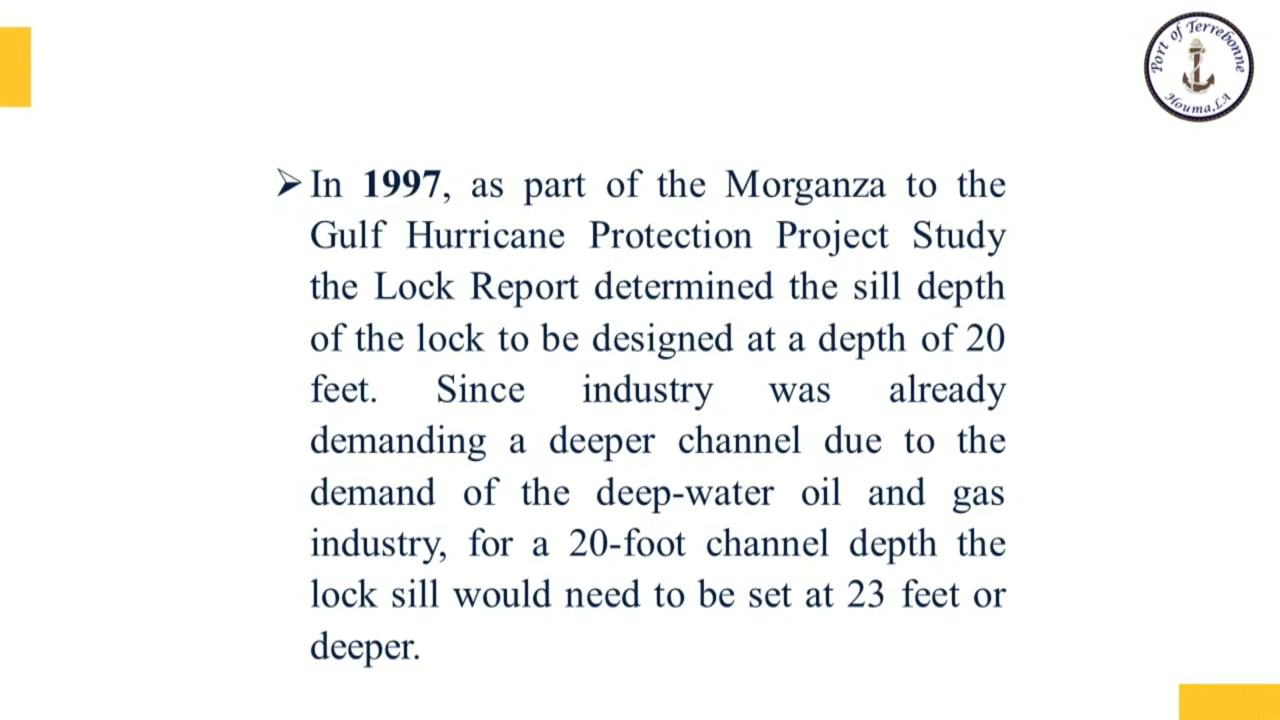 Port of Terrebonne
Houma, LA
➢ In 1997, as part of the Morganza to the
Gulf Hurricane Protection Project Study
the Lock Report determined the sill depth
of the lock to be designed at a depth of 20
feet. Since industry was already
demanding a deeper channel due to the
demand of the deep-water oil and gas
industry, for a 20-foot channel depth the
lock sill would need to be set at 23 feet or
deeper.